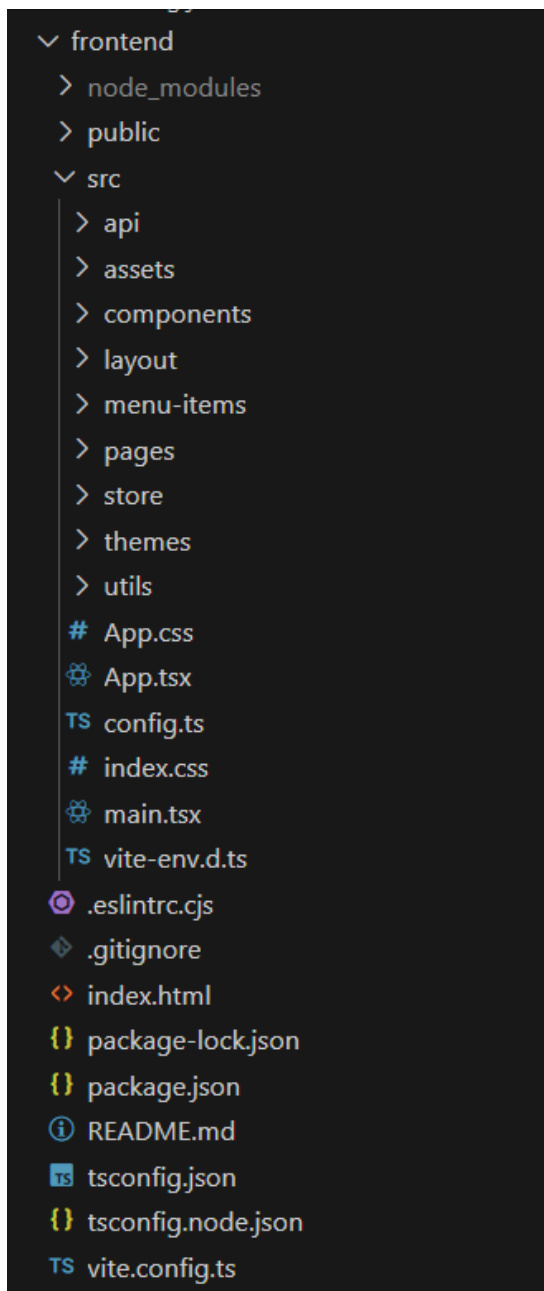 frontend
node_modules
public
src
api
assets
components
layout
menu-items
pages
store
themes
utils
# App.css
App.tsx
TS config.ts
# index.css
main.tsx
TS vite-env.d.ts
.eslintrc.cjs
.gitignore
<> index.html
{} package-lock.json
{} package.json
README.md
TS tsconfig.json
{} tsconfig.node.json
TS vite.config.ts